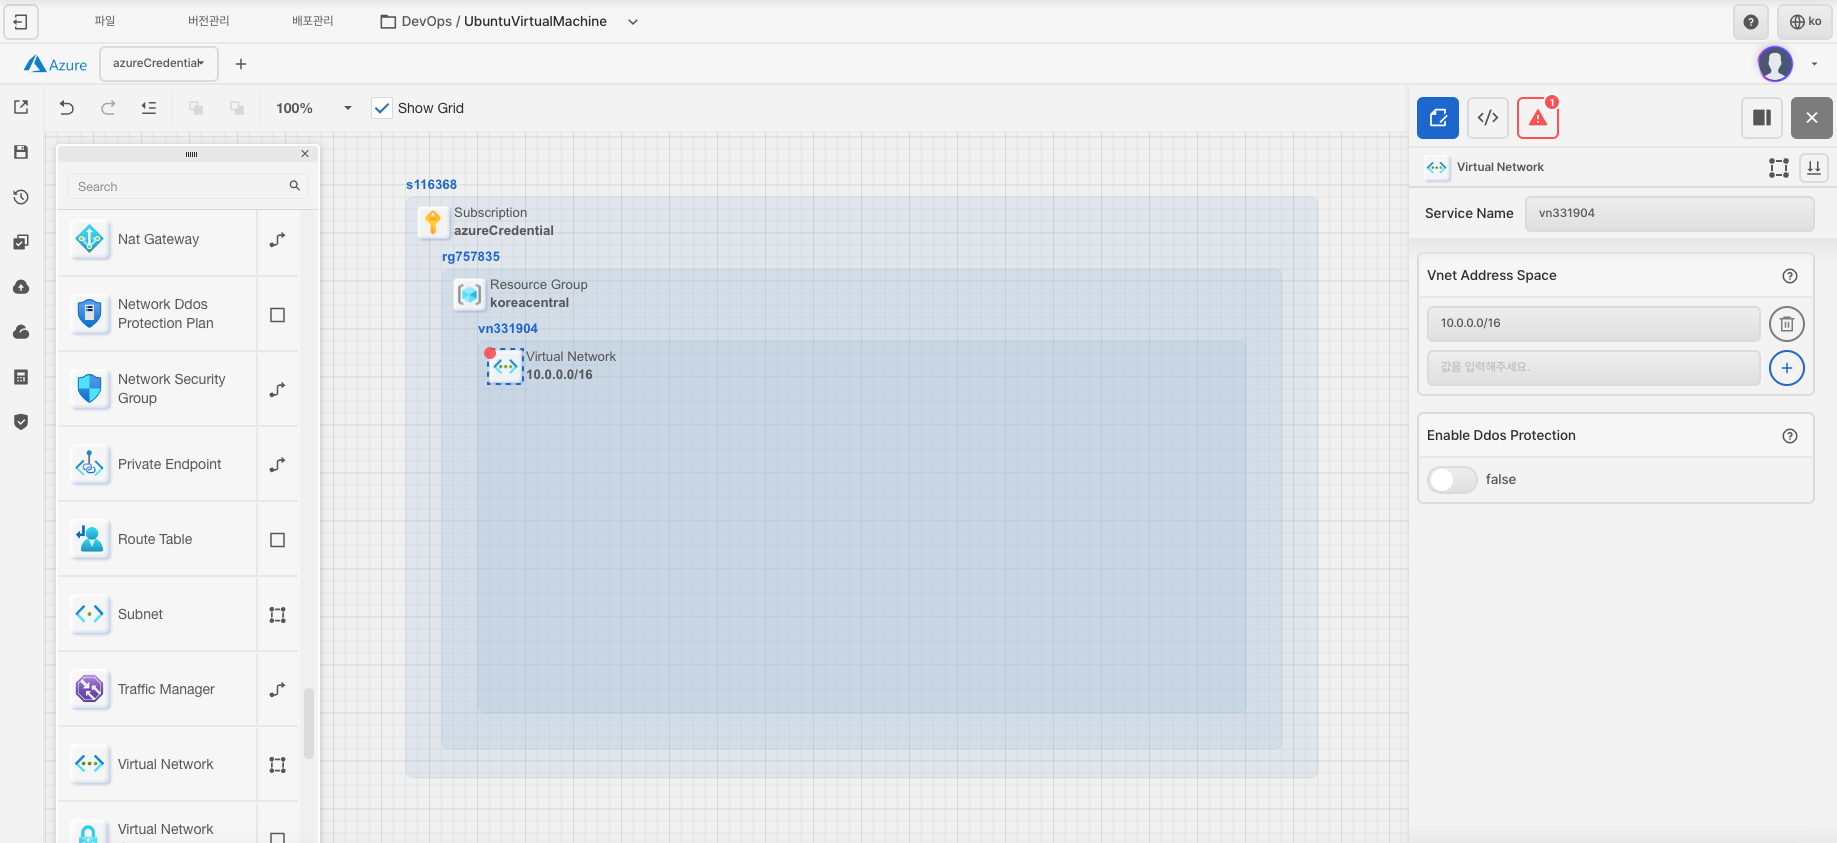 파일
버전관리
배포관리
DevOps / UbuntuVirtualMachine
ko
Azure
azureCredential
100%
Show Grid
Search
Nat Gateway
Network Ddos
Protection Plan
Network Security
Group
Private Endpoint
Route Table
Subnet
Traffic Manager
Virtual Network
Virtual Network
s116368
Subscription
azureCredential
rg757835
Resource Group
koreacentral
vn331904
Virtual Network
10.0.0.0/16
1
Virtual Network
Service Name
vn331904
Vnet Address Space
10.0.0.0/16
값을 입력해주세요.
Enable Ddos Protection
false